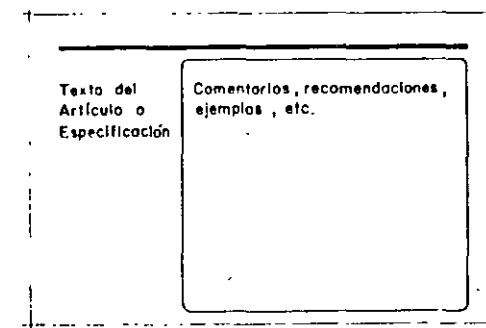 Texto del
Artículo o
Especificación
Comentarios, recomendaciones,
ejemplos, etc.